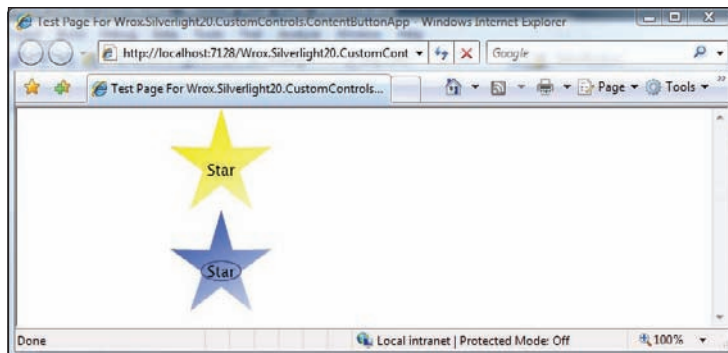 Test Page For Wrox.Silverlight20.CustomControls.ContentButtonApp - Windows Internet Explorer
http://localhost:7128/Wrox.Silverlight20.CustomCont
Google
Test Page For Wrox.Silverlight20.CustomControls...
Page
Tools
Star
Star
Done
Local intranet | Protected Mode: Off
100%